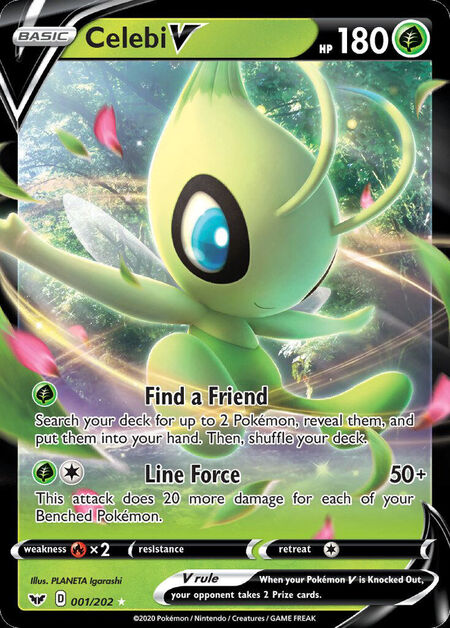 BASIC Celebi V HP 180
Find a Friend
Search your deck for up to 2 Pokémon, reveal them, and
put them into your hand. Then, shuffle your deck.
Line Force 50+
This attack does 20 more damage for each of your
Benched Pokémon.
weakness ×2 resistance retreat
Illus. PLANETA Igarashi
V rule When your Pokémon V is Knocked Out,
your opponent takes 2 Prize cards.
D 001/202
©2020 Pokémon / Nintendo / Creatures / GAME FREAK